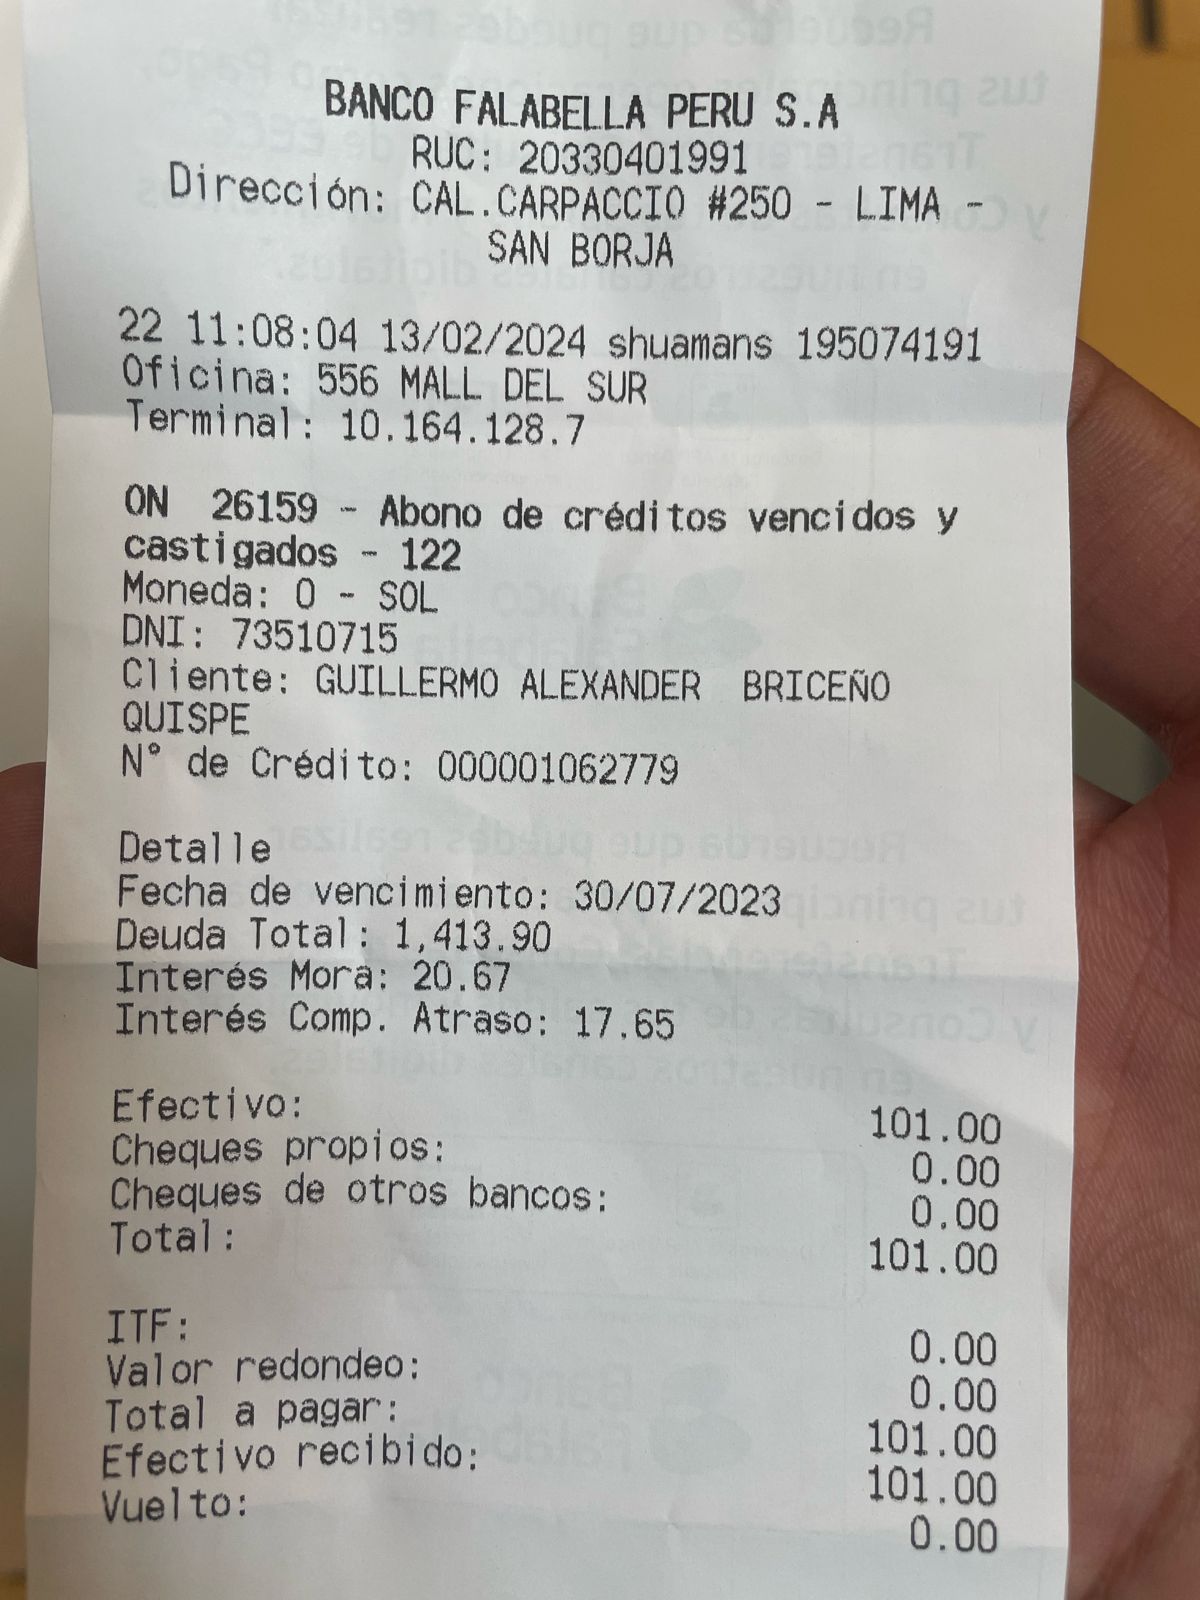 BANCO FALABELLA PERU S.A
RUC: 20330401991
Dirección: CAL.CARPACCIO #250 - LIMA -
SAN BORJA
22 11:08:04 13/02/2024 shuamans 195074191
Oficina: 556 MALL DEL SUR
Terminal: 10.164.128.7
ON 26159 - Abono de créditos vencidos y
castigados - 122
Moneda: 0 - SOL
DNI: 73510715
Cliente: GUILLERMO ALEXANDER BRICEÑO
QUISPE
N° de Crédito: 000001062779
Detalle
Fecha de vencimiento: 30/07/2023
Deuda Total: 1,413.90
Interés Mora: 20.67
Interés Comp. Atraso: 17.65
Efectivo: 101.00
Cheques propios: 0.00
Cheques de otros bancos: 0.00
Total: 101.00
ITF: 0.00
Valor redondeo: 0.00
Total a pagar: 101.00
Efectivo recibido: 101.00
Vuelto: 0.00